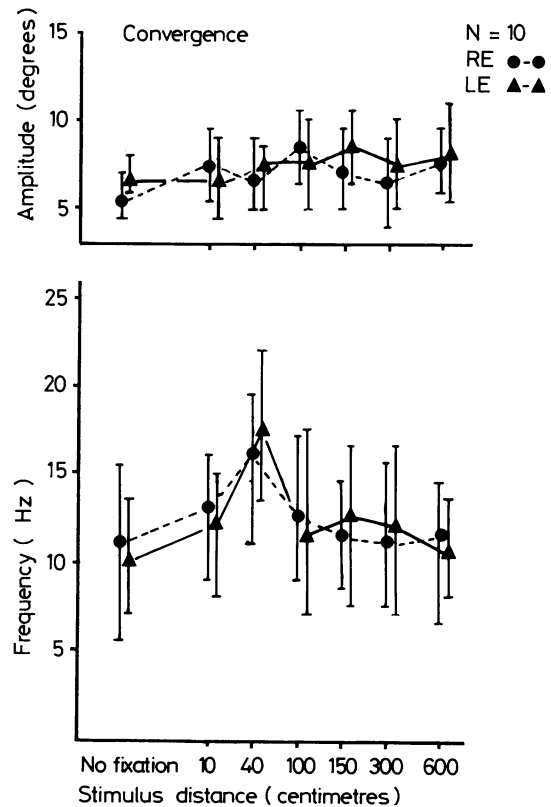 Convergence
N = 10
RE ●-●
LE ▲-▲
Amplitude (degrees)
15
10
5
Frequency ( Hz)
25
20
15
10
5
No fixation 10 40 100 150 300 600
Stimulus distance (centimetres)